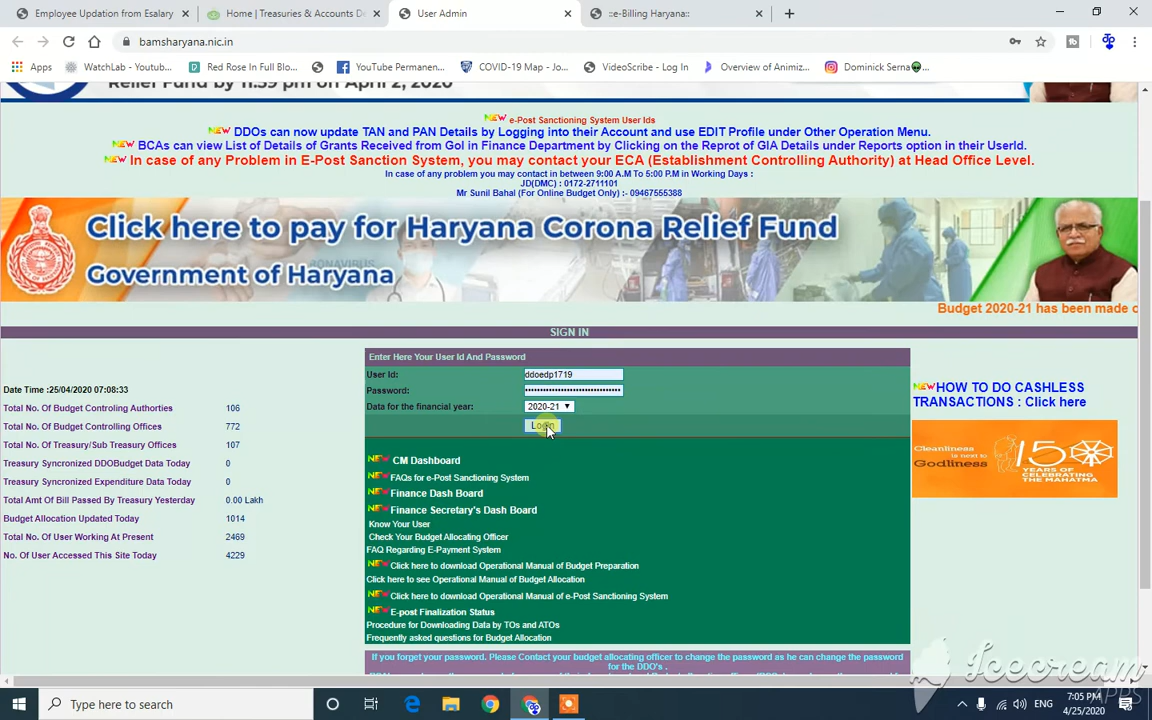 Employee Updation from Esalary
Home | Treasuries & Accounts De
User Admin
:e-Billing Haryana::
bamsharyana.nic.in
Apps
WatchLab - Youtub...
Red Rose In Full Blo...
YouTube Permanen...
COVID-19 Map - Jo...
VideoScribe - Log In
Overview of Animiz...
Dominick Serna👽...
Relief Fund by 11:59 pm on April 2, 2020
NEW e-Post Sanctioning System User Ids
NEW DDOs can now update TAN and PAN Details by Logging into their Account and use EDIT Profile under Other Operation Menu.
NEW BCAs can view List of Details of Grants Received from GoI in Finance Department by Clicking on the Reprot of GIA Details under Reports option in their UserId.
NEW In case of any Problem in E-Post Sanction System, you may contact your ECA (Establishment Controlling Authority) at Head Office Level.
In case of any problem you may contact in between 9:00 A.M To 5:00 P.M in Working Days :
JD(DMC) : 0172-2711101
Mr Sunil Bahal (For Online Budget Only) :- 09467555388
Click here to pay for Haryana Corona Relief Fund
Government of Haryana
Budget 2020-21 has been made o
SIGN IN
Enter Here Your User Id And Password
User Id: ddoedp1719
Password:
Data for the financial year: 2020-21
Login
Date Time :25/04/2020 07:08:33
Total No. Of Budget Controling Authorties 106
Total No. Of Budget Controlling Offices 772
Total No. Of Treasury/Sub Treasury Offices 107
Treasury Syncronized DDOBudget Data Today 0
Treasury Syncronized Expenditure Data Today 0
Total Amt Of Bill Passed By Treasury Yesterday 0.00 Lakh
Budget Allocation Updated Today 1014
Total No. Of User Working At Present 2469
No. Of User Accessed This Site Today 4229
NEW CM Dashboard
NEW FAQs for e-Post Sanctioning System
NEW Finance Dash Board
NEW Finance Secretary's Dash Board
Know Your User
Check Your Budget Allocating Officer
FAQ Regarding E-Payment System
NEW Click here to download Operational Manual of Budget Preparation
Click here to see Operational Manual of Budget Allocation
NEW Click here to download Operational Manual of e-Post Sanctioning System
NEW E-post Finalization Status
Procedure for Downloading Data by TOs and ATOs
Frequently asked questions for Budget Allocation
If you forget your password. Please Contact your budget allocating officer to change the password as he can change the password
for the DDO's .
NEW HOW TO DO CASHLESS
TRANSACTIONS : Click here
Cleanliness is next to
Godliness
150
YEARS OF
CELEBRATING
THE MAHATMA
Icecream
APPS
Type here to search
ENG
7:05 PM
4/25/2020